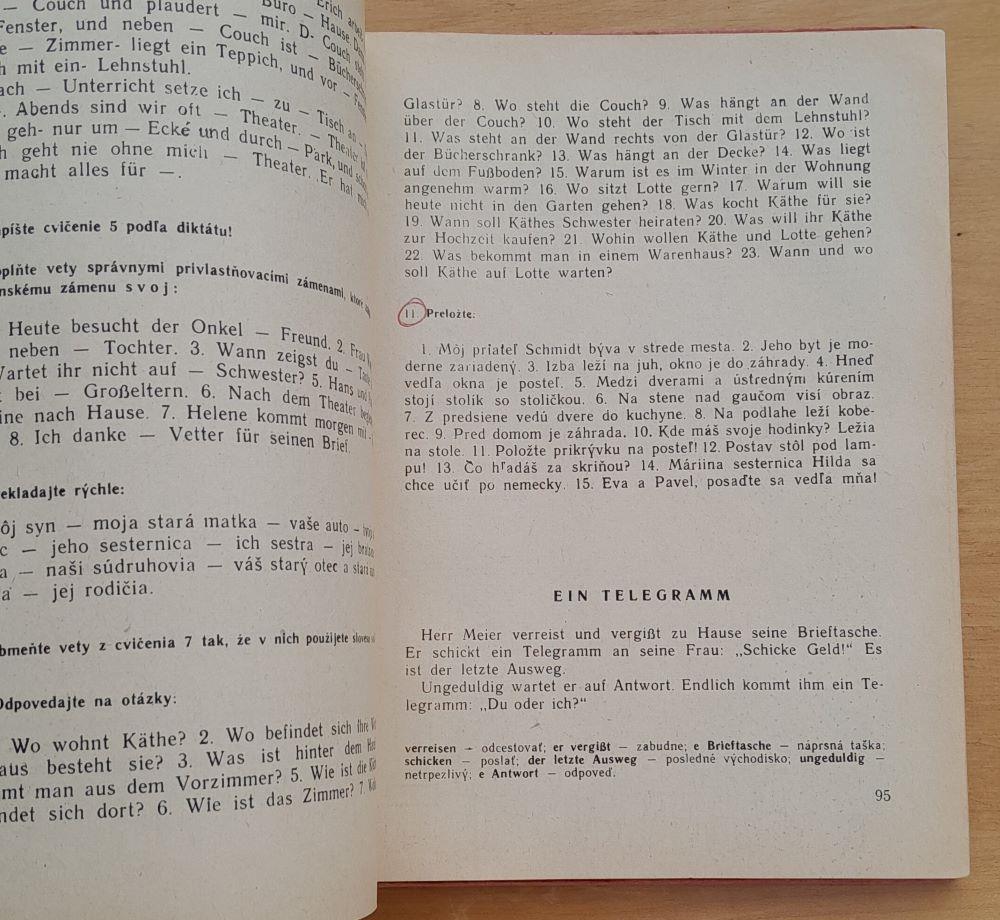 — Couch und plaudert — mir. D- Couch
Fenster, und neben — Couch ist — 
— Zimmer- liegt ein Teppich, und vor —
mit ein- Lehnstuhl.
— Unterricht setze ich — zu — Tisch an
Abends sind wir oft — Theater. — Theater
geh- nur um — Ecke und durch — Park, und
geht nie ohne mich — Theater. Er hat
macht alles für —.
cvičenie 5 podľa diktátu!
vety správnymi privlastňovacími zámenami,
zámenu svoj:
Heute besucht der Onkel — Freund. 2. Frau
neben — Tochter. 3. Wann zeigst du —
Wartet ihr nicht auf — Schwester? 5. Hans und
bei — Großeltern. 6. Nach dem Theater
nach Hause. 7. Helene kommt morgen mit —
8. Ich danke — Vetter für seinen Brief.
rýchle:
syn — moja stará matka — vaše auto —
— jeho sesternica — ich sestra — jej
— naši súdruhovia — váš starý otec a stará
— jej rodičia.
vety z cvičenia 7 tak, že v nich použijete
Odpovedajte na otázky:
Wo wohnt Käthe? 2. Wo befindet sich ihre
besteht sie? 3. Was ist hinter dem
man aus dem Vorzimmer? 5. Wie ist die
sich dort? 6. Wie ist das Zimmer? 7.
Glastür? 8. Wo steht die Couch? 9. Was hängt an der Wand
über der Couch? 10. Wo steht der Tisch mit dem Lehnstuhl?
11. Was steht an der Wand rechts von der Glastür? 12. Wo ist
der Bücherschrank? 13. Was hängt an der Decke? 14. Was liegt
auf dem Fußboden? 15. Warum ist es im Winter in der Wohnung
angenehm warm? 16. Wo sitzt Lotte gern? 17. Warum will sie
heute nicht in den Garten gehen? 18. Was kocht Käthe für sie?
19. Wann soll Käthes Schwester heiraten? 20. Was will ihr Käthe
zur Hochzeit kaufen? 21. Wohin wollen Käthe und Lotte gehen?
22. Was bekommt man in einem Warenhaus? 23. Wann und wo
soll Käthe auf Lotte warten?
11. Preložte:
1. Môj priateľ Schmidt býva v strede mesta. 2. Jeho byt je mo-
derne zariadený. 3. Izba leží na juh, okno je do záhrady. 4. Hneď
vedľa okna je posteľ. 5. Medzi dverami a ústredným kúrením
stojí stolík so stoličkou. 6. Na stene nad gaučom visí obraz.
7. Z predsiene vedú dvere do kuchyne. 8. Na podlahe leží kobe-
rec. 9. Pred domom je záhrada. 10. Kde máš svoje hodinky? Ležia
na stole. 11. Položte prikrývku na posteľ! 12. Postav stôl pod lam-
pu! 13. Čo hľadáš za skriňou? 14. Máriina sesternica Hilda sa
chce učiť po nemecky. 15. Eva a Pavel, posaďte sa vedľa mňa!
EIN TELEGRAMM
Herr Meier verreist und vergißt zu Hause seine Brieftasche.
Er schickt ein Telegramm an seine Frau: „Schicke Geld!“ Es
ist der letzte Ausweg.
Ungeduldig wartet er auf Antwort. Endlich kommt ihm ein Te-
legramm: „Du oder ich?“
verreisen — odcestovať; er vergißt — zabudne; e Brieftasche — náprsná taška;
schicken — poslať; der letzte Ausweg — posledné východisko; ungeduldig —
netrpezlivý; e Antwort — odpoveď.
95